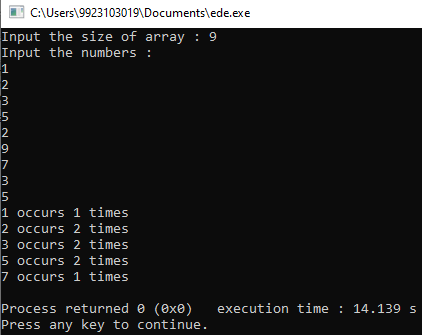 C:\Users\9923103019\Documents\ede.exe
Input the size of array : 9
Input the numbers :
1
2
3
5
2
9
7
3
5
1 occurs 1 times
2 occurs 2 times
3 occurs 2 times
5 occurs 2 times
7 occurs 1 times
Process returned 0 (0x0)   execution time : 14.139 s
Press any key to continue.